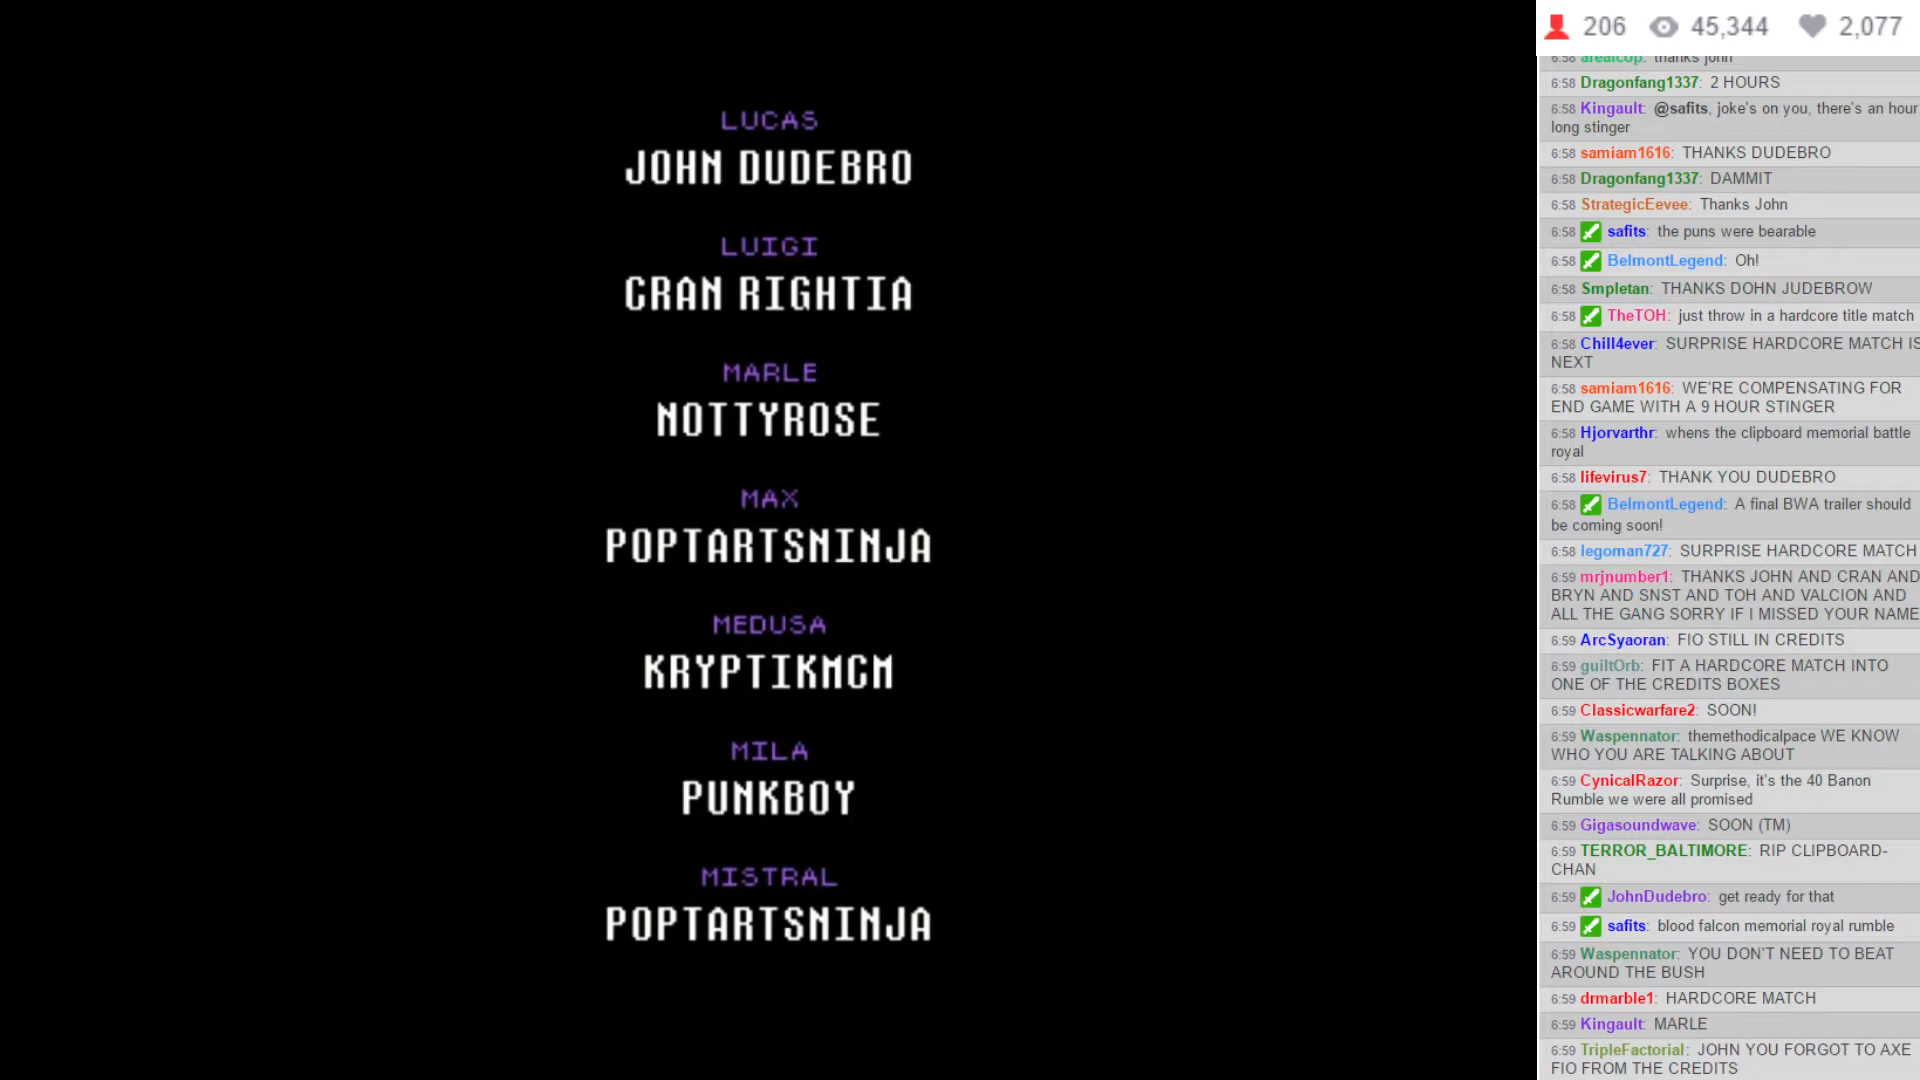 LUCAS
JOHN DUDEBRO
LUIGI
CRAN RIGHTIA
MARLE
NOTTYROSE
MAX
POPTARTSNINJA
MEDUSA
KRYPTIKMCM
MILA
PUNKBOY
MISTRAL
POPTARTSNINJA
206 45,344 2,077
6:58 arealcop: thanks john
6:58 Dragonfang1337: 2 HOURS
6:58 Kingault: @safits, joke's on you, there's an hour
long stinger
6:58 samiam1616: THANKS DUDEBRO
6:58 Dragonfang1337: DAMMIT
6:58 StrategicEevee: Thanks John
6:58 safits: the puns were bearable
6:58 BelmontLegend: Oh!
6:58 Smpletan: THANKS DOHN JUDEBROW
6:58 TheTOH: just throw in a hardcore title match
6:58 Chill4ever: SURPRISE HARDCORE MATCH IS
NEXT
6:58 samiam1616: WE'RE COMPENSATING FOR
END GAME WITH A 9 HOUR STINGER
6:58 Hjorvarthr: whens the clipboard memorial battle
royal
6:58 lifevirus7: THANK YOU DUDEBRO
6:58 BelmontLegend: A final BWA trailer should
be coming soon!
6:58 legoman727: SURPRISE HARDCORE MATCH
6:59 mrjnumber1: THANKS JOHN AND CRAN AND
BRYN AND SNST AND TOH AND VALCION AND
ALL THE GANG SORRY IF I MISSED YOUR NAME
6:59 ArcSyaoran: FIO STILL IN CREDITS
6:59 guiltOrb: FIT A HARDCORE MATCH INTO
ONE OF THE CREDITS BOXES
6:59 Classicwarfare2: SOON!
6:59 Waspennator: themethodicalpace WE KNOW
WHO YOU ARE TALKING ABOUT
6:59 CynicalRazor: Surprise, it's the 40 Banon
Rumble we were all promised
6:59 Gigasoundwave: SOON (TM)
6:59 TERROR_BALTIMORE: RIP CLIPBOARD-
CHAN
6:59 JohnDudebro: get ready for that
6:59 safits: blood falcon memorial royal rumble
6:59 Waspennator: YOU DON'T NEED TO BEAT
AROUND THE BUSH
6:59 drmarble1: HARDCORE MATCH
6:59 Kingault: MARLE
6:59 TripleFactorial: JOHN YOU FORGOT TO AXE
FIO FROM THE CREDITS